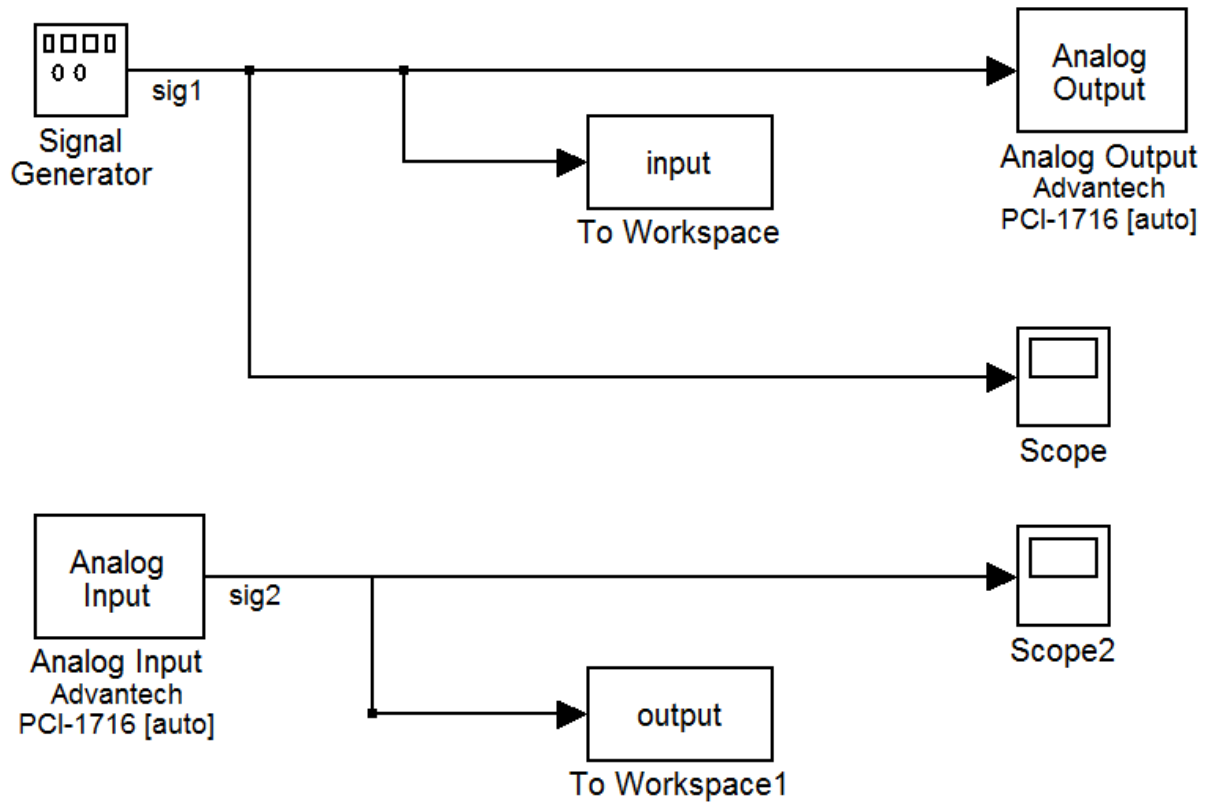 sig1
Signal
Generator
input
To Workspace
Analog
Output
Analog Output
Advantech
PCI-1716 [auto]
Scope
Analog
Input
sig2
Analog Input
Advantech
PCI-1716 [auto]
Scope2
output
To Workspace1